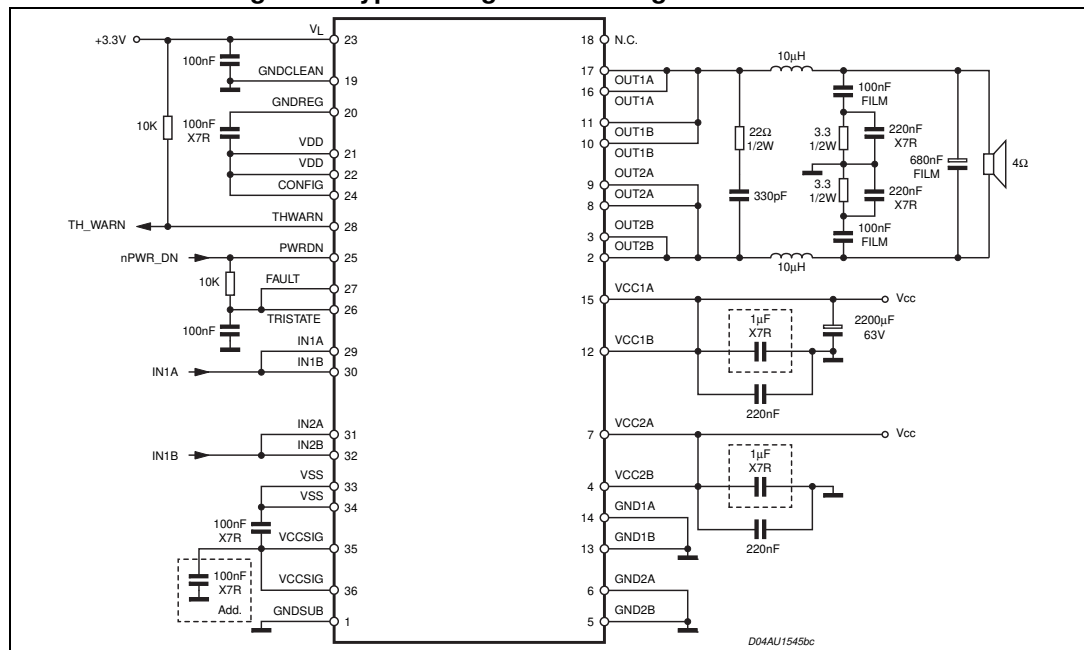 +3.3V
VL
23
100nF
GNDCLEAN
19
GNDREG
20
10K
100nF
X7R
VDD
21
VDD
22
CONFIG
24
TH_WARN
THWARN
28
nPWR_DN
PWRDN
25
10K
FAULT
27
TRISTATE
26
100nF
IN1A
29
IN1A
IN1B
30
IN2A
31
IN1B
IN2B
32
VSS
33
VSS
34
100nF
X7R
VCCSIG
35
100nF
X7R
Add.
VCCSIG
36
GNDSUB
1
18
N.C.
17
OUT1A
16
OUT1A
11
OUT1B
10
OUT1B
9
OUT2A
8
OUT2A
3
OUT2B
2
OUT2B
10µH
22Ω
1/2W
330pF
100nF
FILM
3.3
1/2W
220nF
X7R
3.3
1/2W
220nF
X7R
100nF
FILM
10µH
680nF
FILM
4Ω
15
VCC1A
Vcc
1µF
X7R
2200µF
63V
12
VCC1B
220nF
7
VCC2A
Vcc
1µF
X7R
4
VCC2B
220nF
14
GND1A
13
GND1B
6
GND2A
5
GND2B
D04AU1545bc